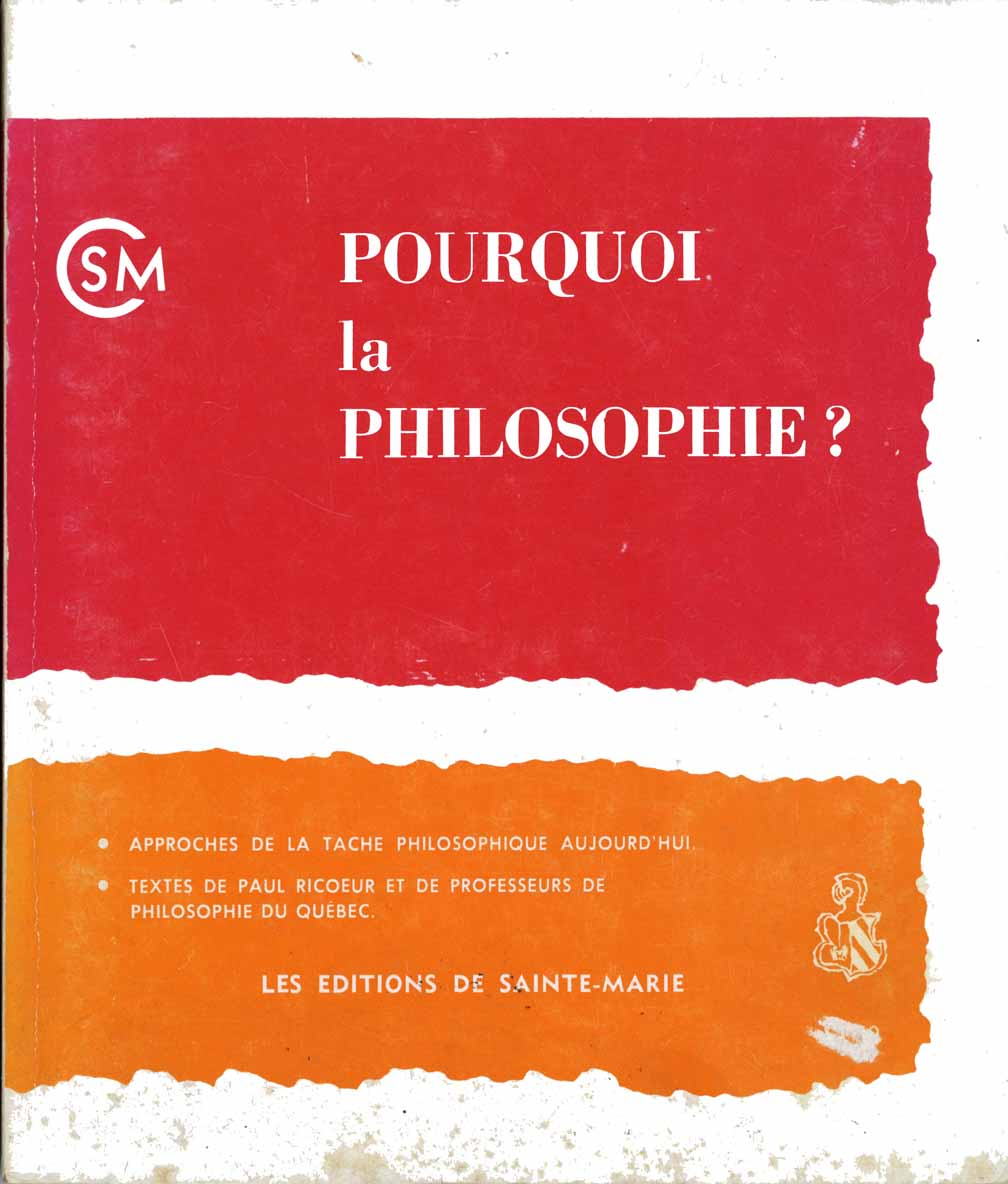 CSM
POURQUOI
la
PHILOSOPHIE ?
• APPROCHES DE LA TACHE PHILOSOPHIQUE AUJOURD'HUI.
• TEXTES DE PAUL RICOEUR ET DE PROFESSEURS DE
PHILOSOPHIE DU QUÉBEC.
LES EDITIONS DE SAINTE-MARIE